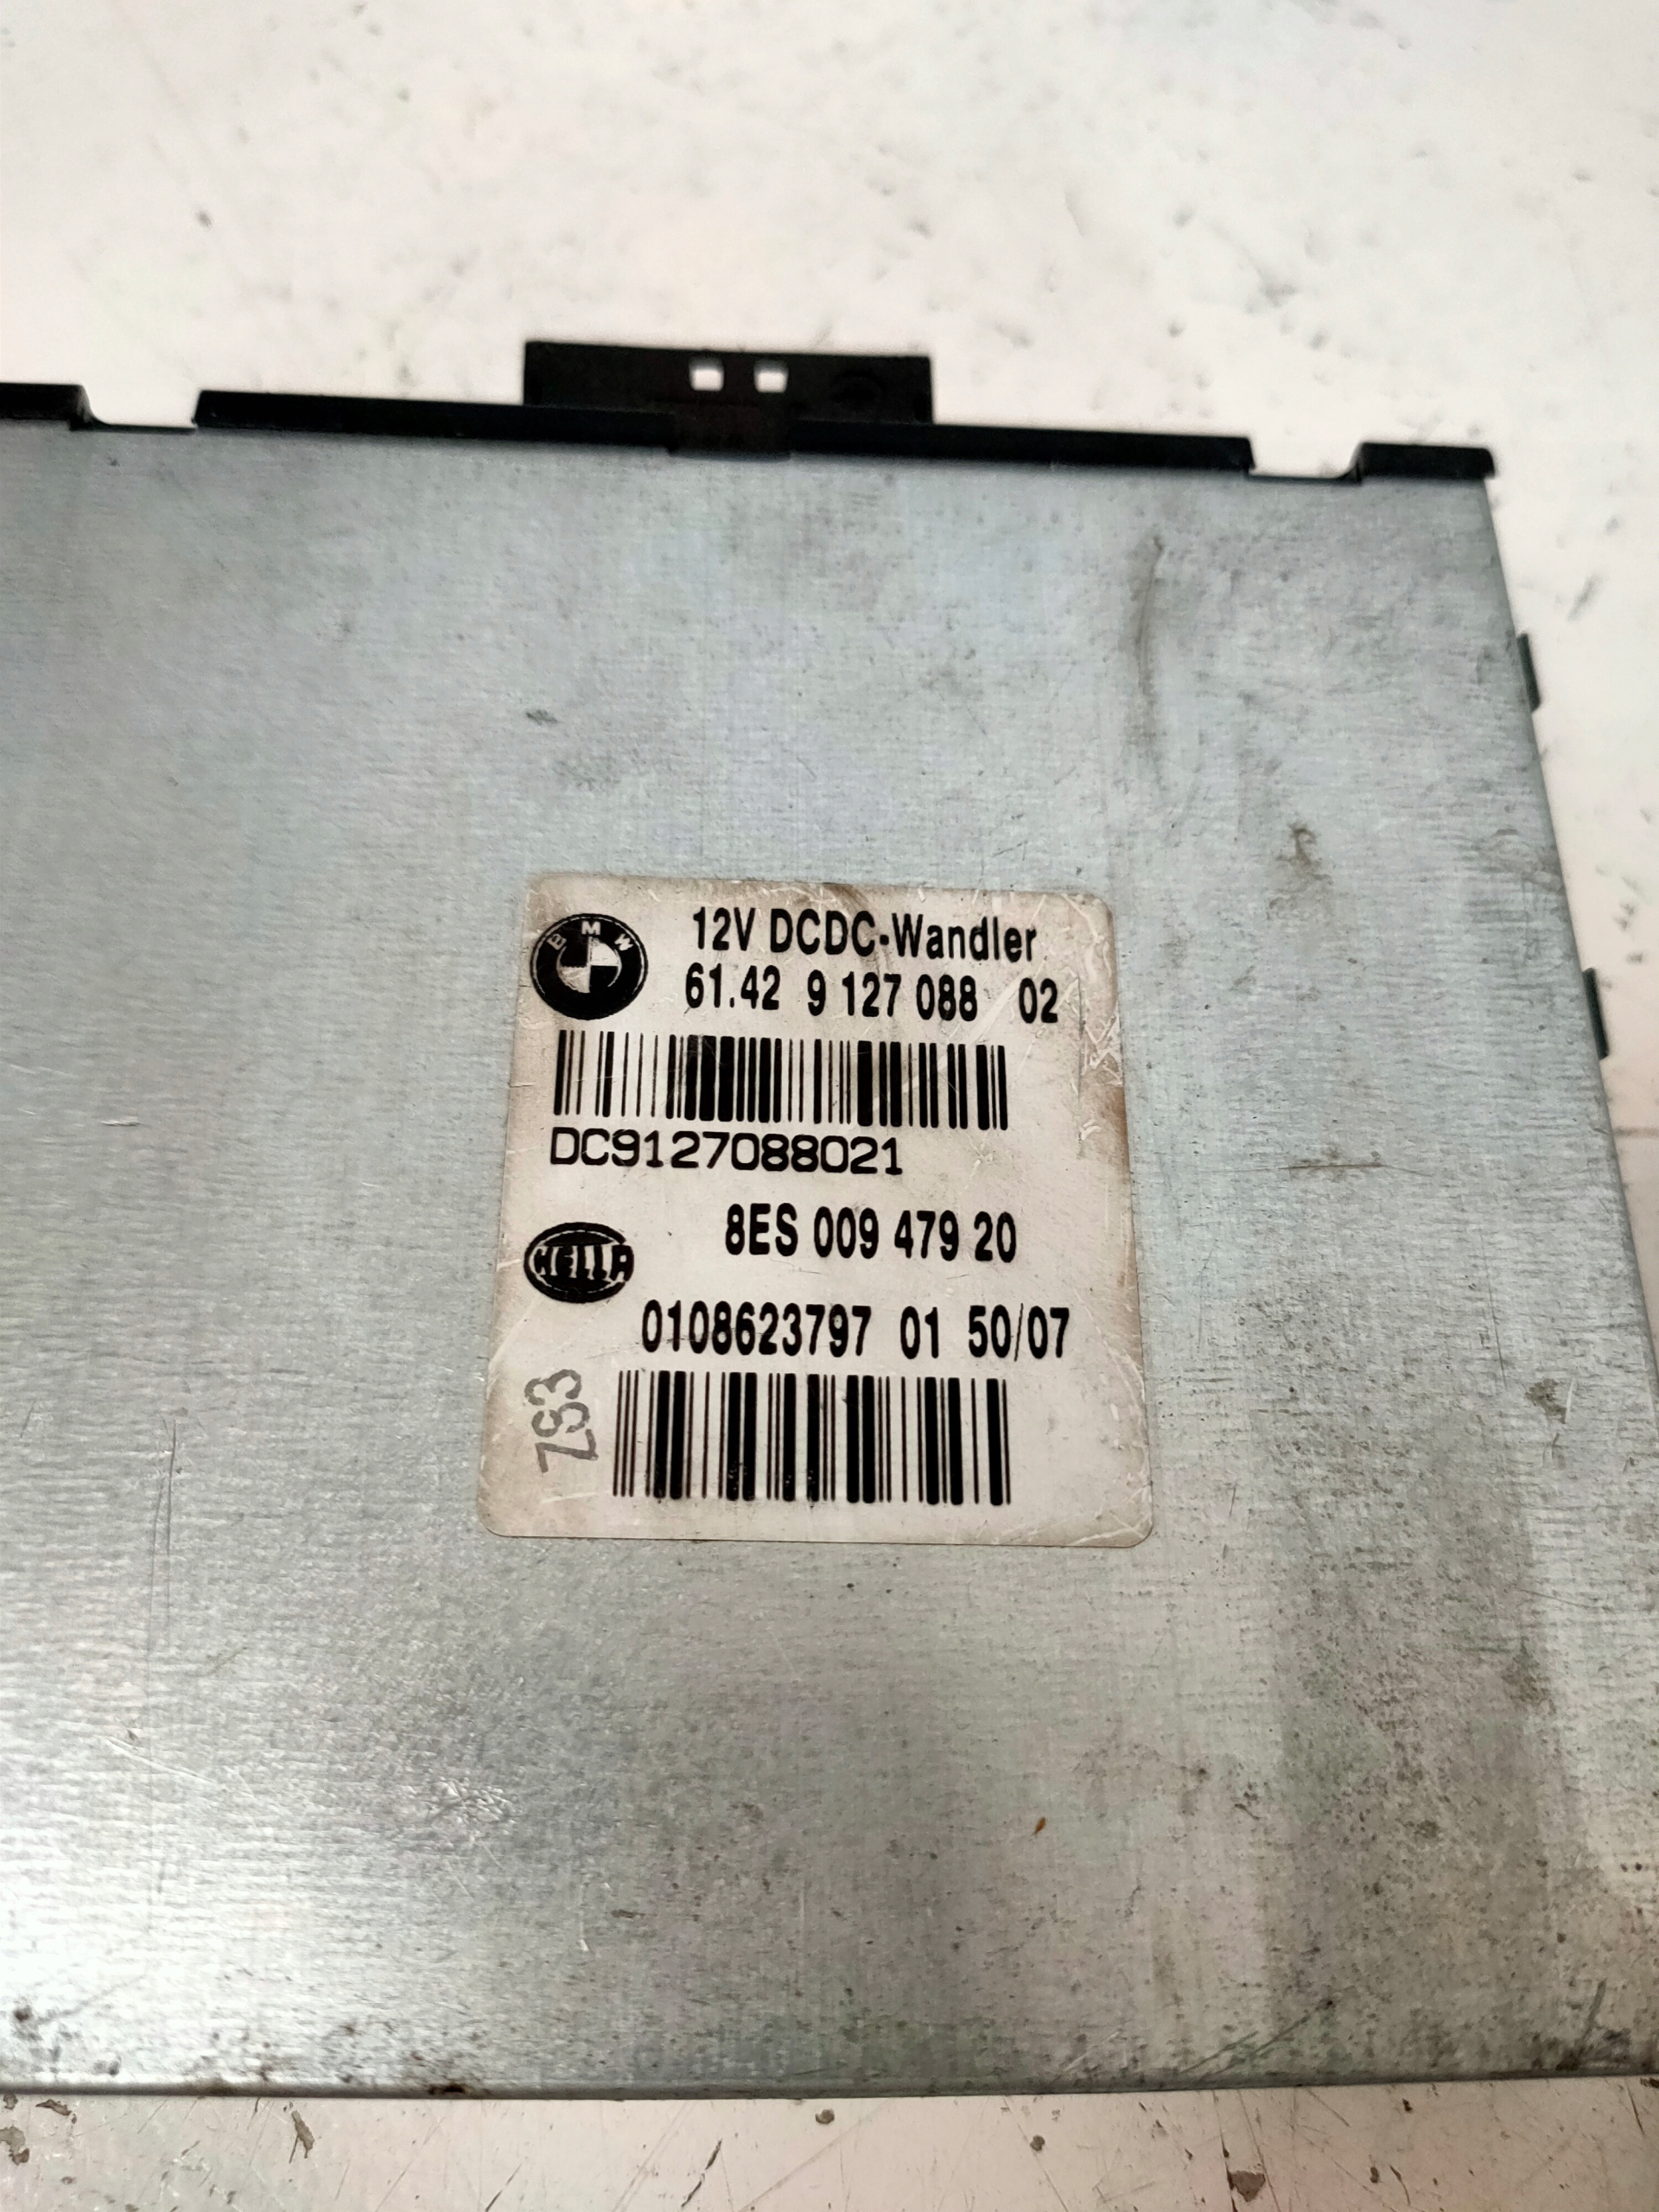 BMW
12V DCDC-Wandler
61.42 9 127 088 02
DC9127088021
8ES 009 479 20
HELLA
0108623797 01 50/07